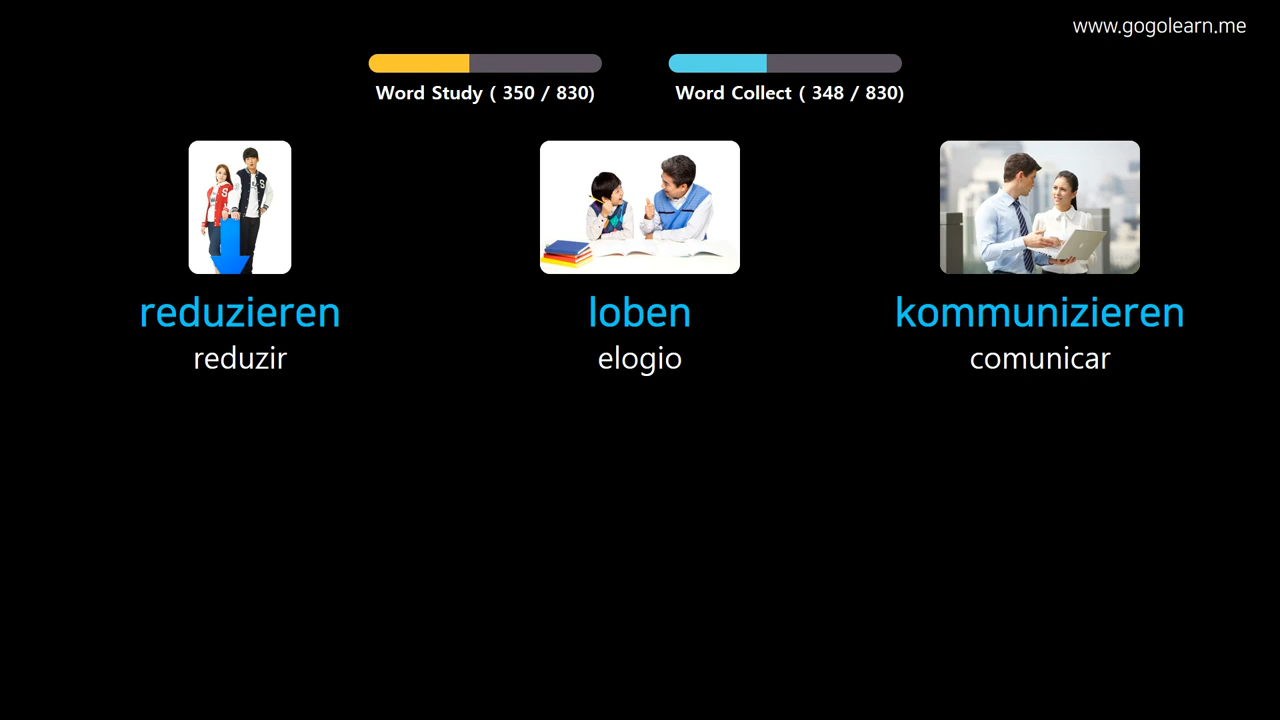 www.gogolearn.me
Word Study ( 350 / 830)
Word Collect ( 348 / 830)
reduzieren
reduzir
loben
elogio
kommunizieren
comunicar